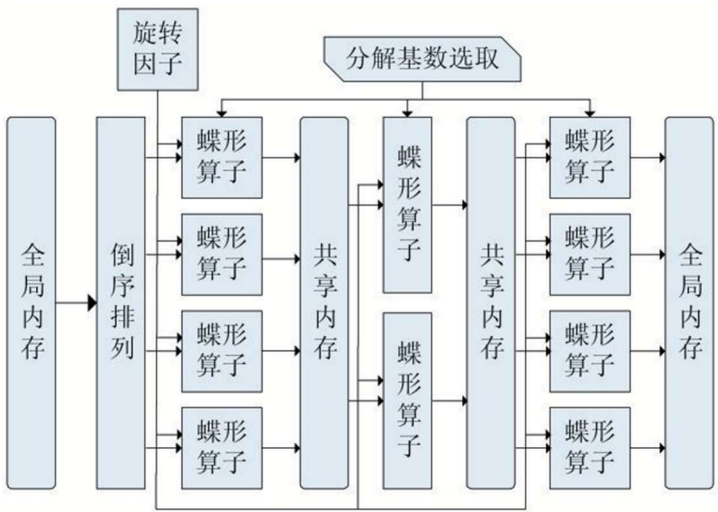 旋转
因子
分解基数选取
全局内存
倒序排列
蝶形
算子
蝶形
算子
蝶形
算子
蝶形
算子
共享内存
蝶形算子
蝶形算子
共享内存
蝶形
算子
蝶形
算子
蝶形
算子
蝶形
算子
全局内存